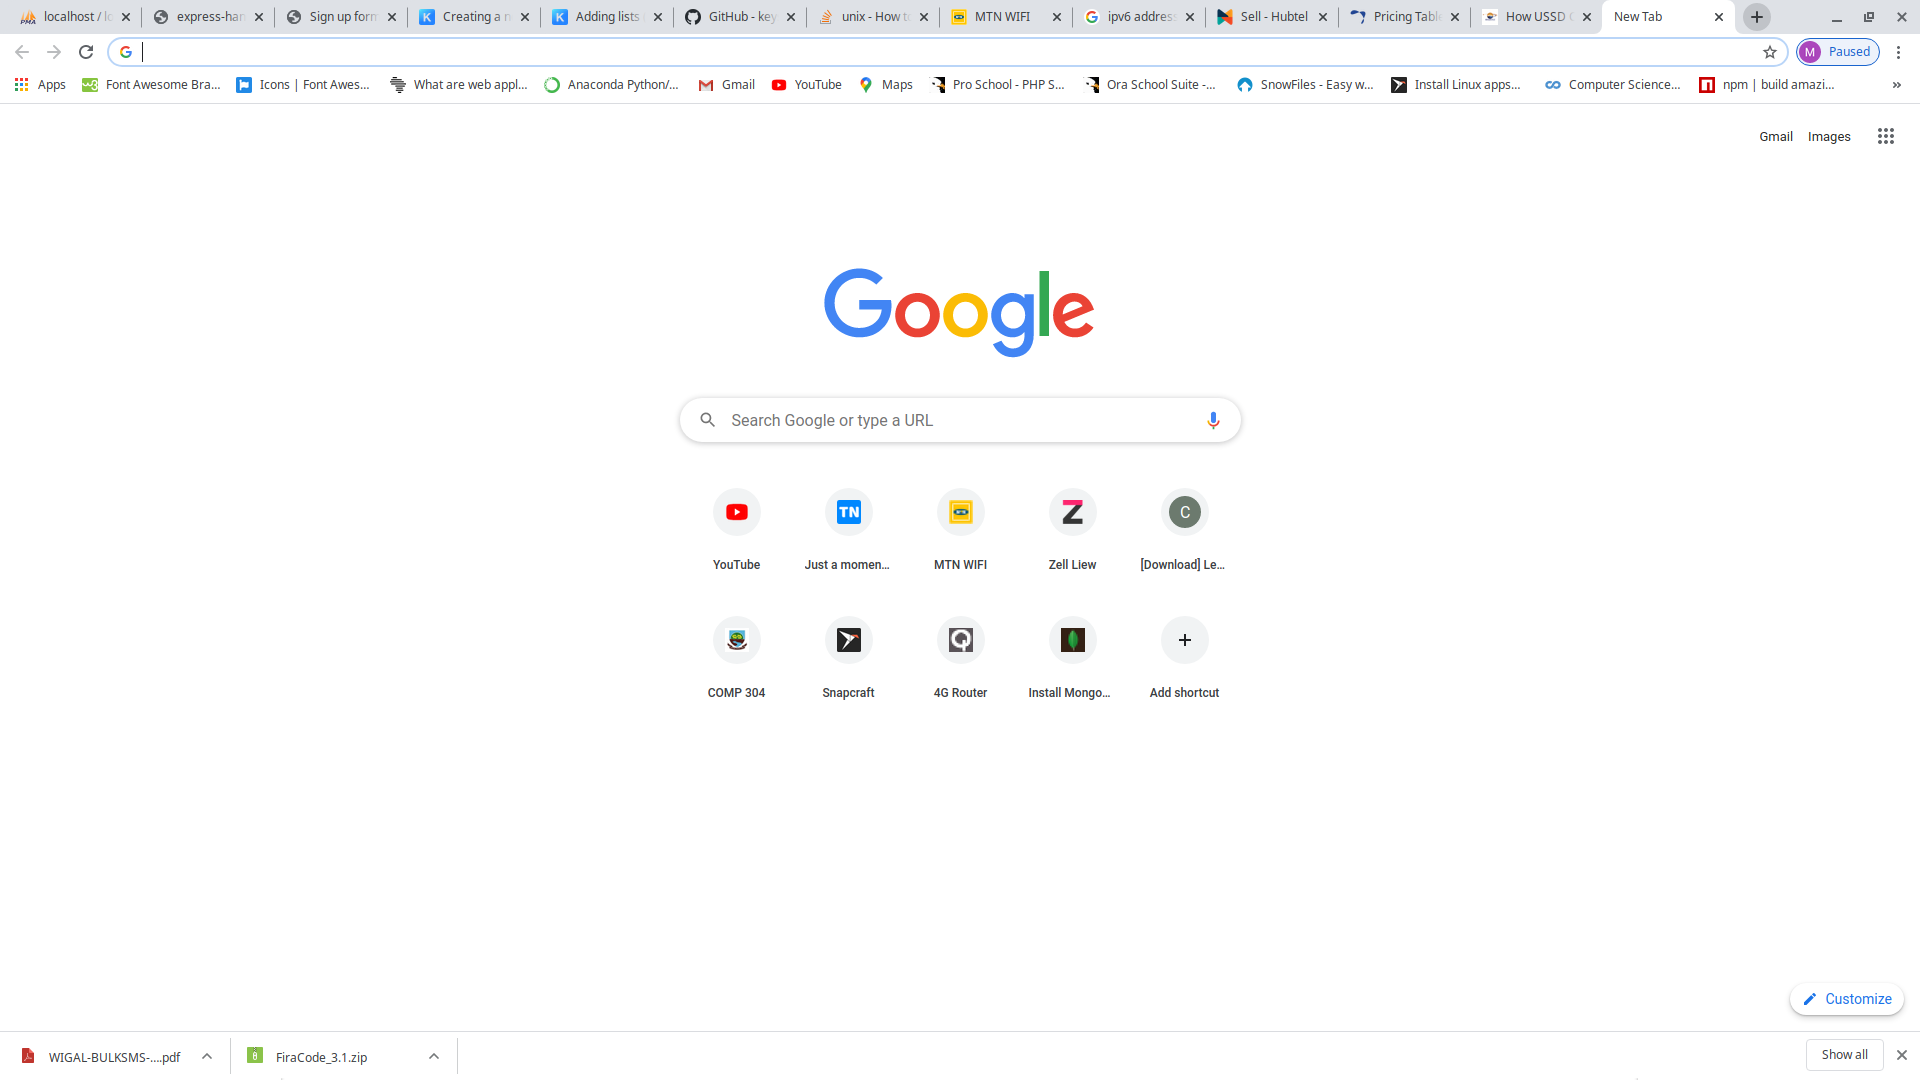 localhost / lo
express-han
Sign up form
Creating a n
Adding lists
GitHub - key
unix - How to
MTN WIFI
ipv6 address
Sell - Hubtel
Pricing Table
How USSD
New Tab
M
Paused
Apps
Font Awesome Bra...
Icons | Font Awes...
What are web appl...
Anaconda Python/...
Gmail
YouTube
Maps
Pro School - PHP S...
Ora School Suite -...
SnowFiles - Easy w...
Install Linux apps...
Computer Science...
npm | build amazi...
»
Gmail
Images
Google
Search Google or type a URL
TN
Z
C
YouTube
Just a momen...
MTN WIFI
Zell Liew
[Download] Le...
COMP 304
Snapcraft
4G Router
Install Mongo...
Add shortcut
Customize
WIGAL-BULKSMS-....pdf
FiraCode_3.1.zip
Show all